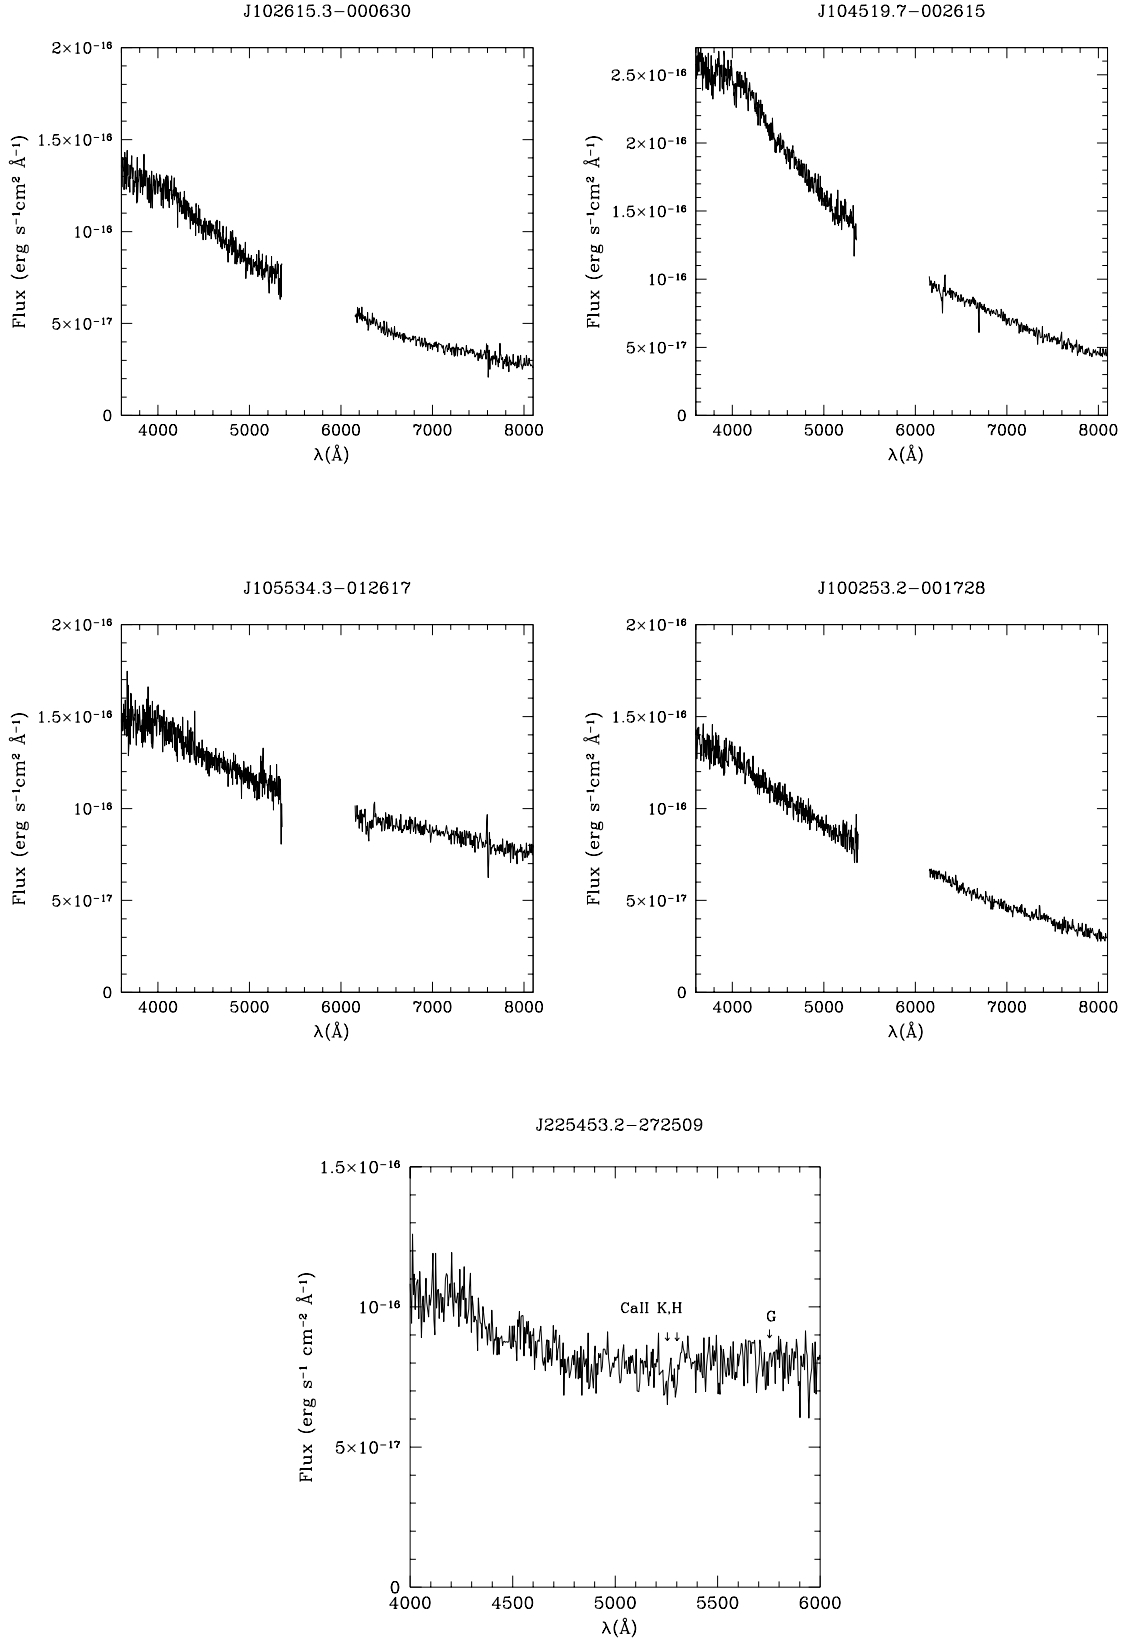 J102615.3−000630
2×10⁻¹⁶
1.5×10⁻¹⁶
10⁻¹⁶
5×10⁻¹⁷
0
Flux (erg s⁻¹cm² Å⁻¹)
4000 5000 6000 7000 8000
λ(Å)
J104519.7−002615
2.5×10⁻¹⁶
2×10⁻¹⁶
1.5×10⁻¹⁶
10⁻¹⁶
5×10⁻¹⁷
0
Flux (erg s⁻¹cm² Å⁻¹)
4000 5000 6000 7000 8000
λ(Å)
J105534.3−012617
2×10⁻¹⁶
1.5×10⁻¹⁶
10⁻¹⁶
5×10⁻¹⁷
0
Flux (erg s⁻¹cm² Å⁻¹)
4000 5000 6000 7000 8000
λ(Å)
J100253.2−001728
2×10⁻¹⁶
1.5×10⁻¹⁶
10⁻¹⁶
5×10⁻¹⁷
0
Flux (erg s⁻¹cm² Å⁻¹)
4000 5000 6000 7000 8000
λ(Å)
J225453.2−272509
1.5×10⁻¹⁶
10⁻¹⁶
5×10⁻¹⁷
0
Flux (erg s⁻¹ cm⁻² Å⁻¹)
CaII K,H
G
4000 4500 5000 5500 6000
λ(Å)